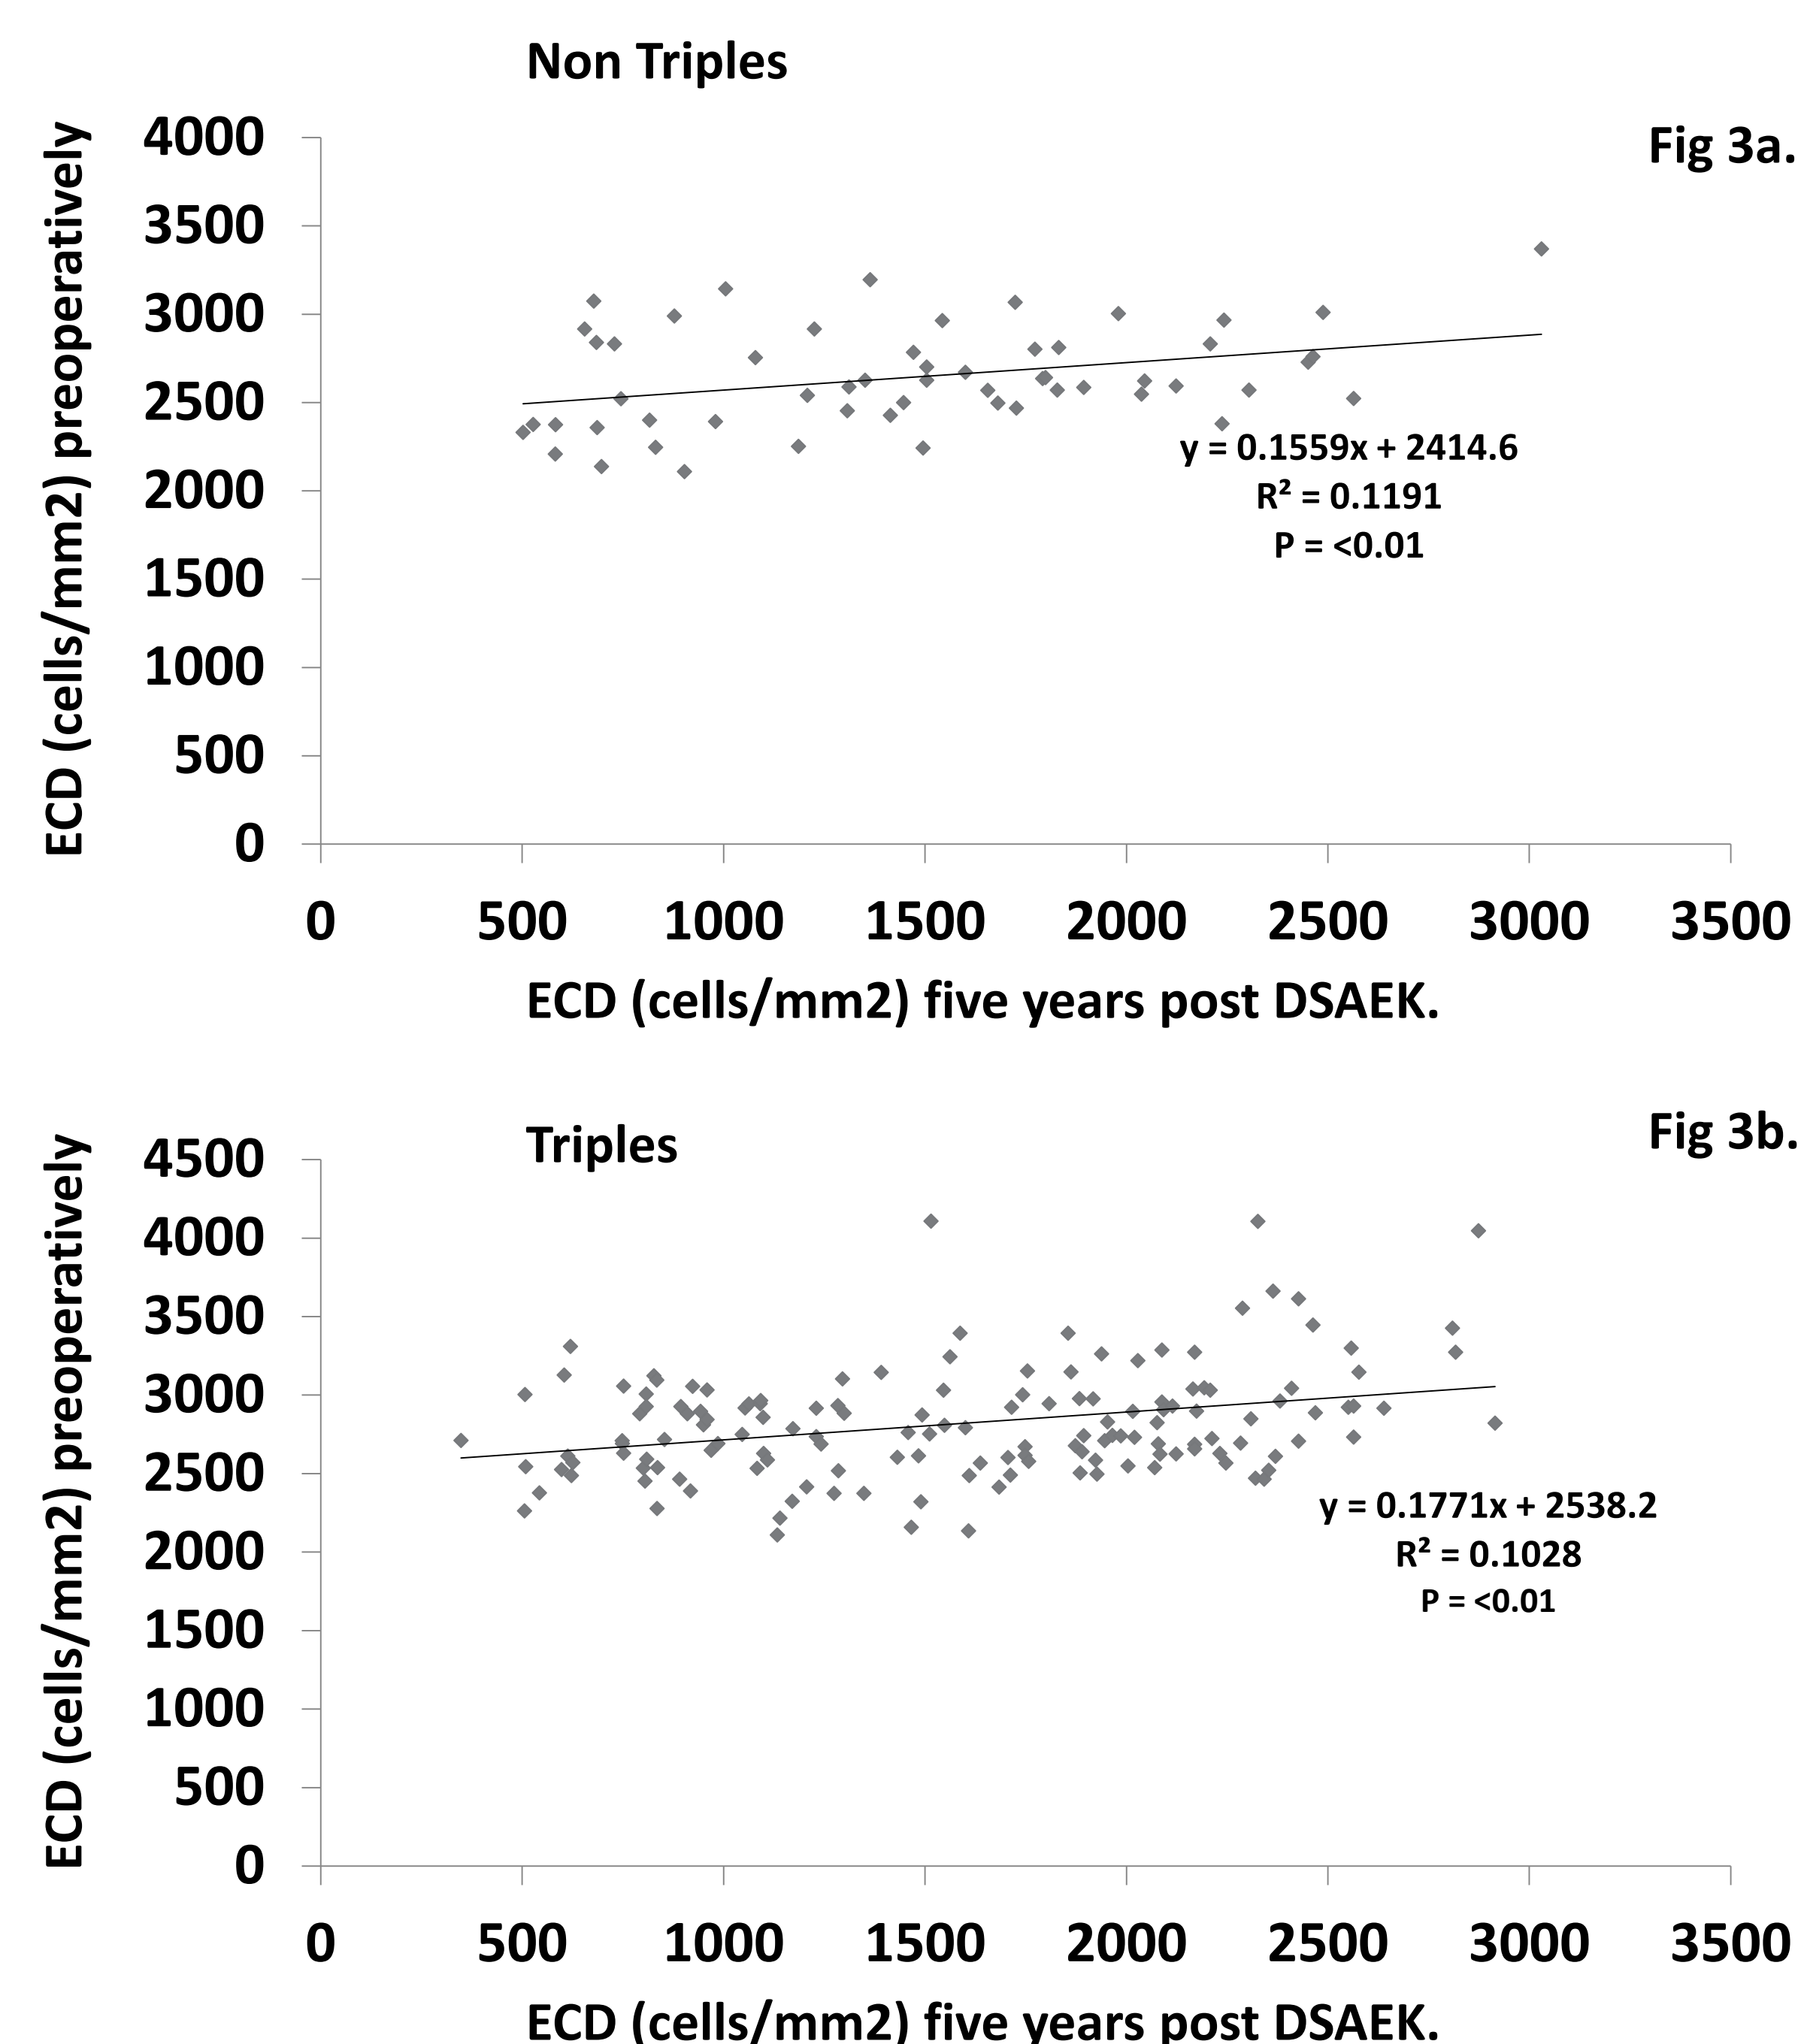 Non Triples
Fig 3a.
ECD (cells/mm2) preoperatively
4000
3500
3000
2500
2000
1500
1000
500
0
y = 0.1559x + 2414.6
R² = 0.1191
P = <0.01
0 500 1000 1500 2000 2500 3000 3500
ECD (cells/mm2) five years post DSAEK.
Triples
Fig 3b.
ECD (cells/mm2) preoperatively
4500
4000
3500
3000
2500
2000
1500
1000
500
0
y = 0.1771x + 2538.2
R² = 0.1028
P = <0.01
0 500 1000 1500 2000 2500 3000 3500
ECD (cells/mm2) five years post DSAEK.